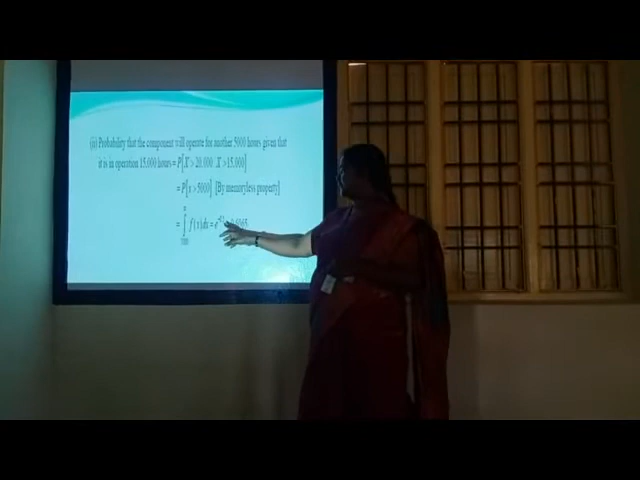 (ii) Probability that the component will operate for another 5000 hours given that
it is in operation 15.000 hours = P[X > 20.000 X > 15.000]
= P[x > 5000] [By memoryless property]
= ∫ f(x)dx = e